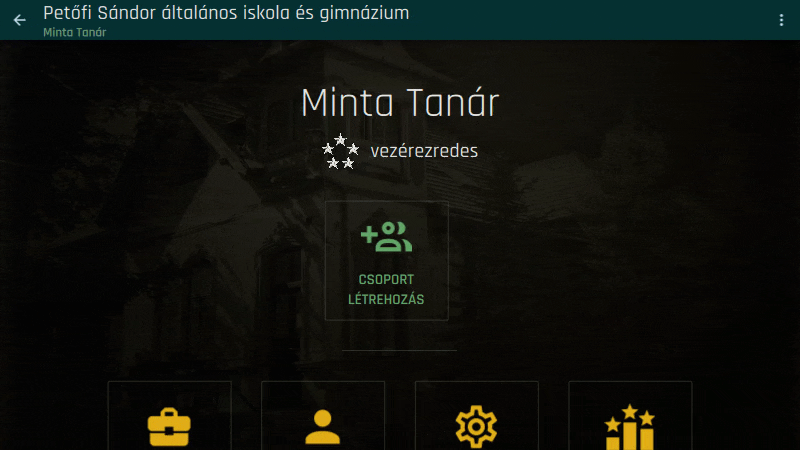 Petőfi Sándor általános iskola és gimnázium
Minta Tanár
Minta Tanár
vezérezredes
CSOPORT
LÉTREHOZÁS